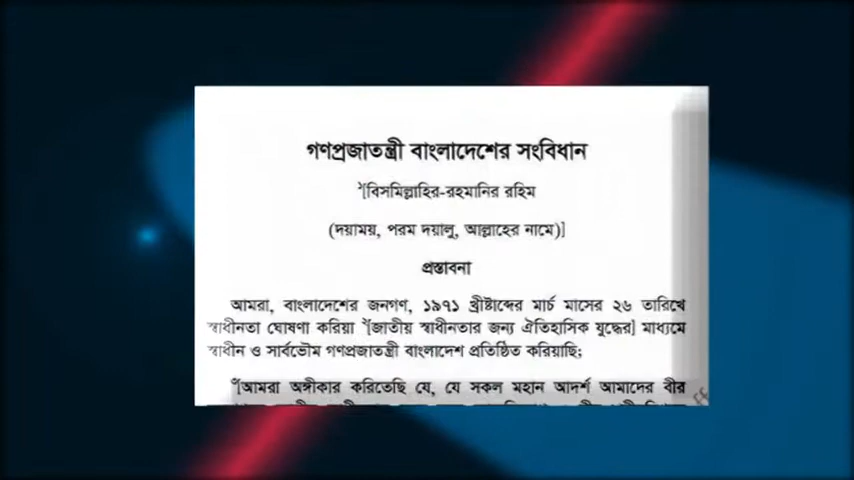 গণপ্রজাতন্ত্রী বাংলাদেশের সংবিধান
[বিসমিল্লাহির-রহমানির রহিম
(দয়াময়, পরম দয়ালু, আল্লাহের নামে)]
প্রস্তাবনা
আমরা, বাংলাদেশের জনগণ, ১৯৭১ খ্রীষ্টাব্দের মার্চ মাসের ২৬ তারিখে
স্বাধীনতা ঘোষণা করিয়া [জাতীয় স্বাধীনতার জন্য ঐতিহাসিক যুদ্ধের] মাধ্যমে
স্বাধীন ও সার্বভৌম গণপ্রজাতন্ত্রী বাংলাদেশ প্রতিষ্ঠিত করিয়াছি;
[আমরা অঙ্গীকার করিতেছি যে, যে সকল মহান আদর্শ আমাদের বীর